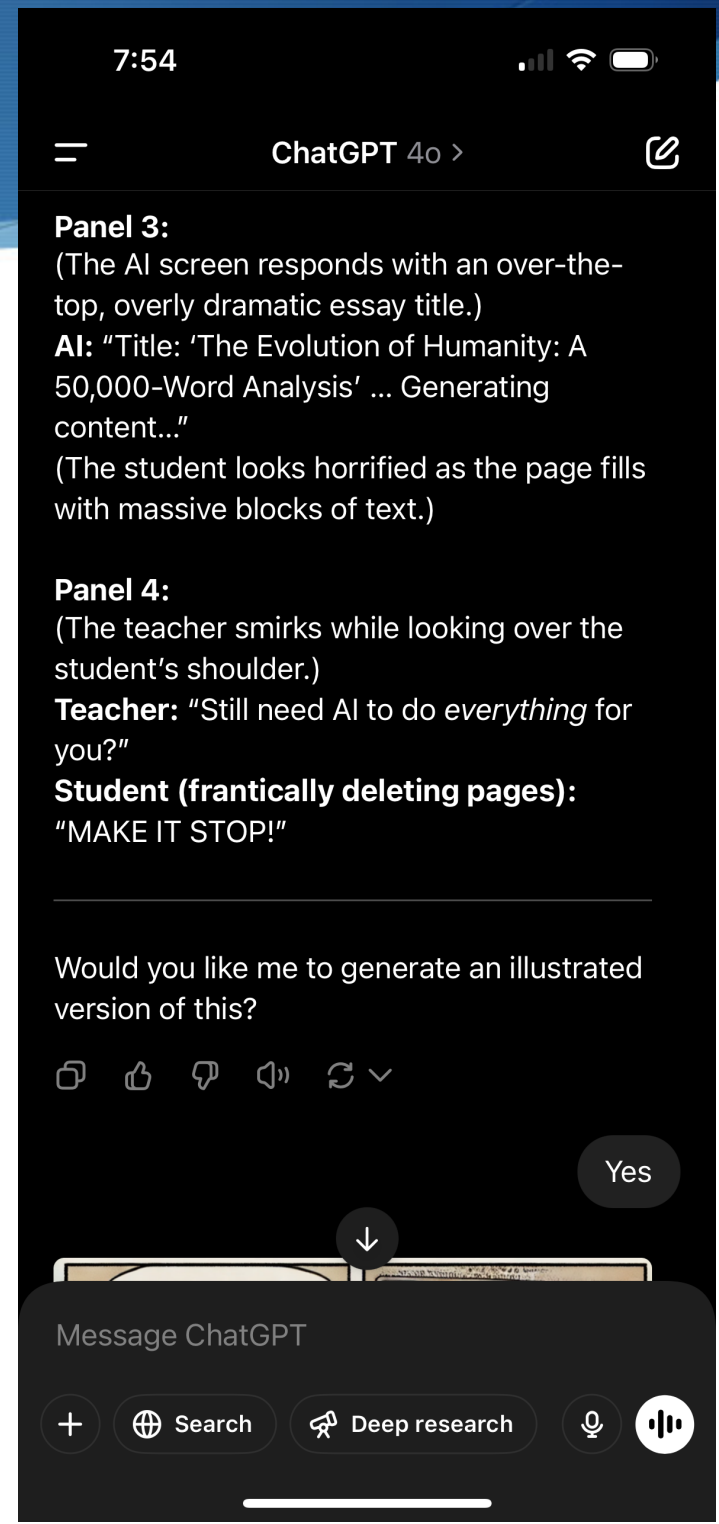 7:54
ChatGPT 4o >
Panel 3:
(The AI screen responds with an over-the-
top, overly dramatic essay title.)
AI: “Title: ‘The Evolution of Humanity: A
50,000-Word Analysis’ ... Generating
content...”
(The student looks horrified as the page fills
with massive blocks of text.)
Panel 4:
(The teacher smirks while looking over the
student’s shoulder.)
Teacher: “Still need AI to do everything for
you?”
Student (frantically deleting pages):
“MAKE IT STOP!”
Would you like me to generate an illustrated
version of this?
Yes
Message ChatGPT
Search
Deep research